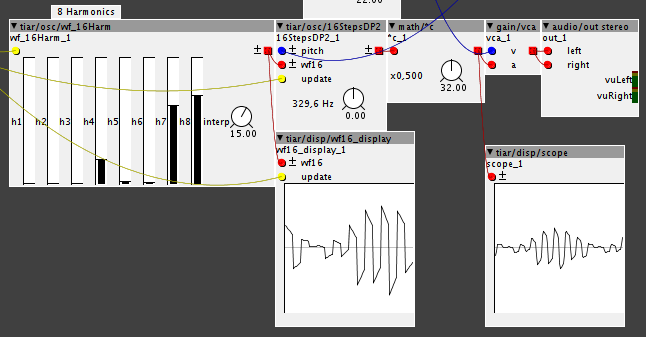 22.00
8 Harmonics
tiar/osc/wf_16Harm
wf_16Harm_1
h1 h2 h3 h4 h5 h6 h7 h8 interp
15.00
tiar/osc/16StepsDP2
16StepsDP2_1
pitch
wf16
update
329,6 Hz
0.00
math/*c
*c_1
x0,500
32.00
gain/vca
vca_1
v
a
audio/out stereo
out_1
left
right
vuLeft
vuRight
tiar/disp/wf16_display
wf16_display_1
wf16
update
tiar/disp/scope
scope_1